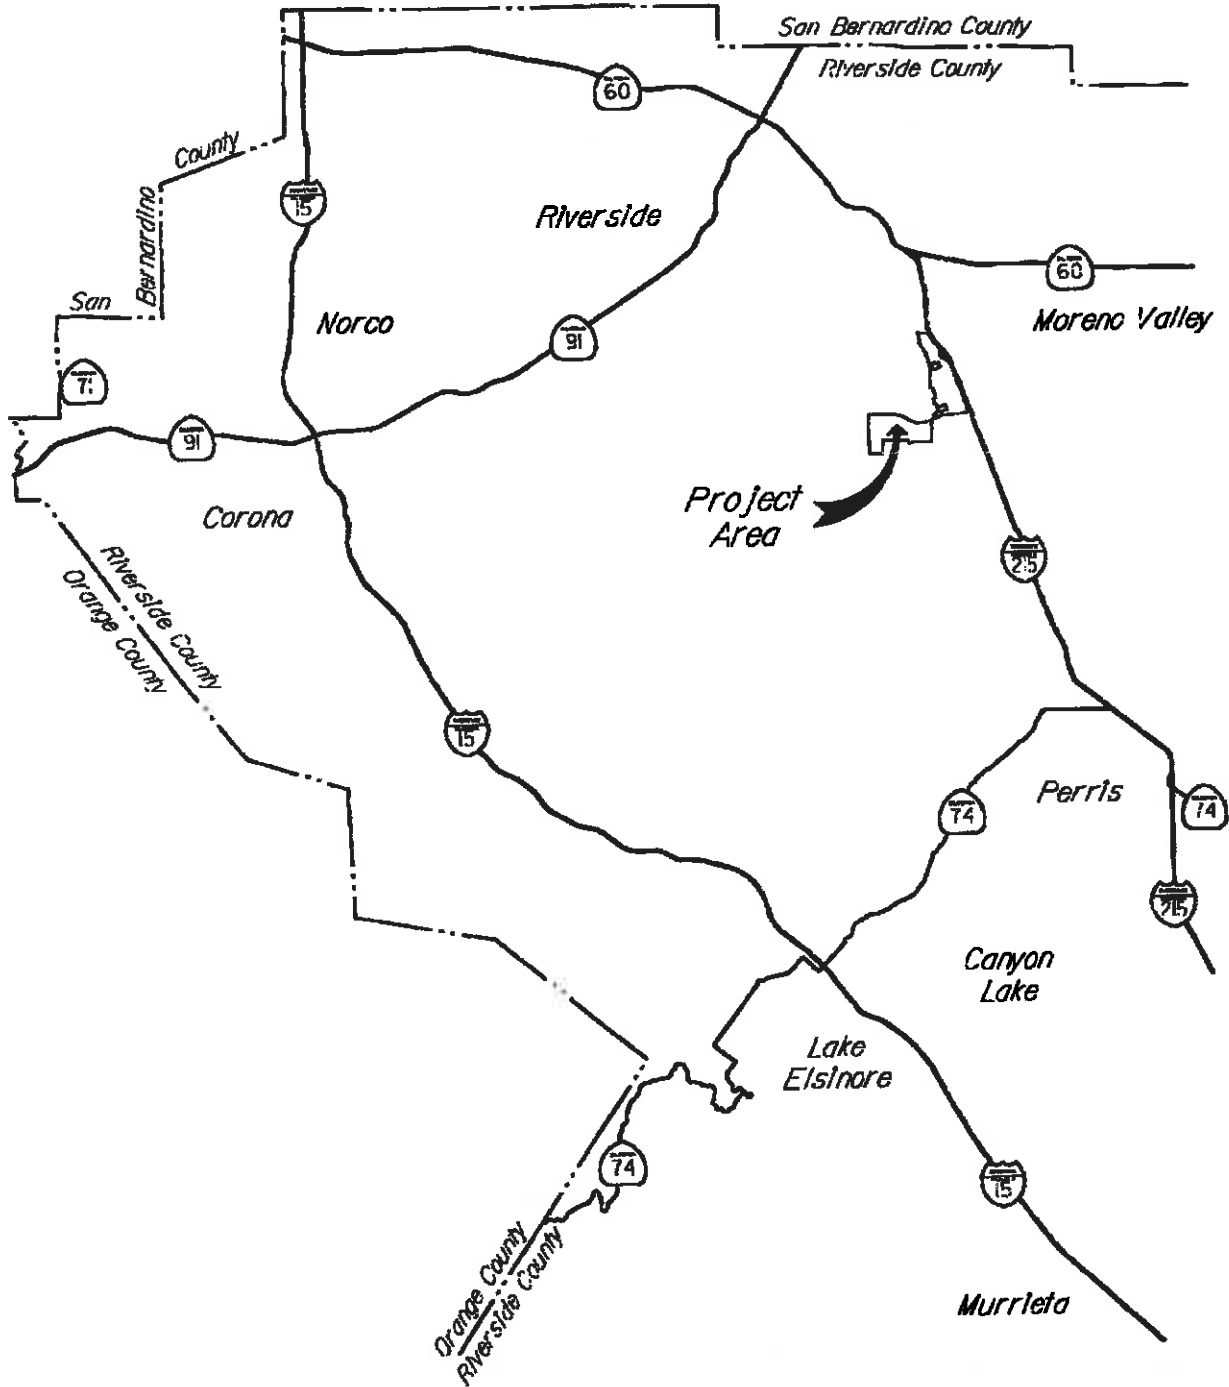 San Bernardino County
Riverside County
60
County
15
Bernardino
Riverside
60
San
Norco
91
Moreno Valley
71
91
Project
Area
Corona
215
Riverside County
Orange County
15
Perris
74
74
215
Canyon
Lake
Lake
Elsinore
74
15
Orange County
Riverside County
Murrieta